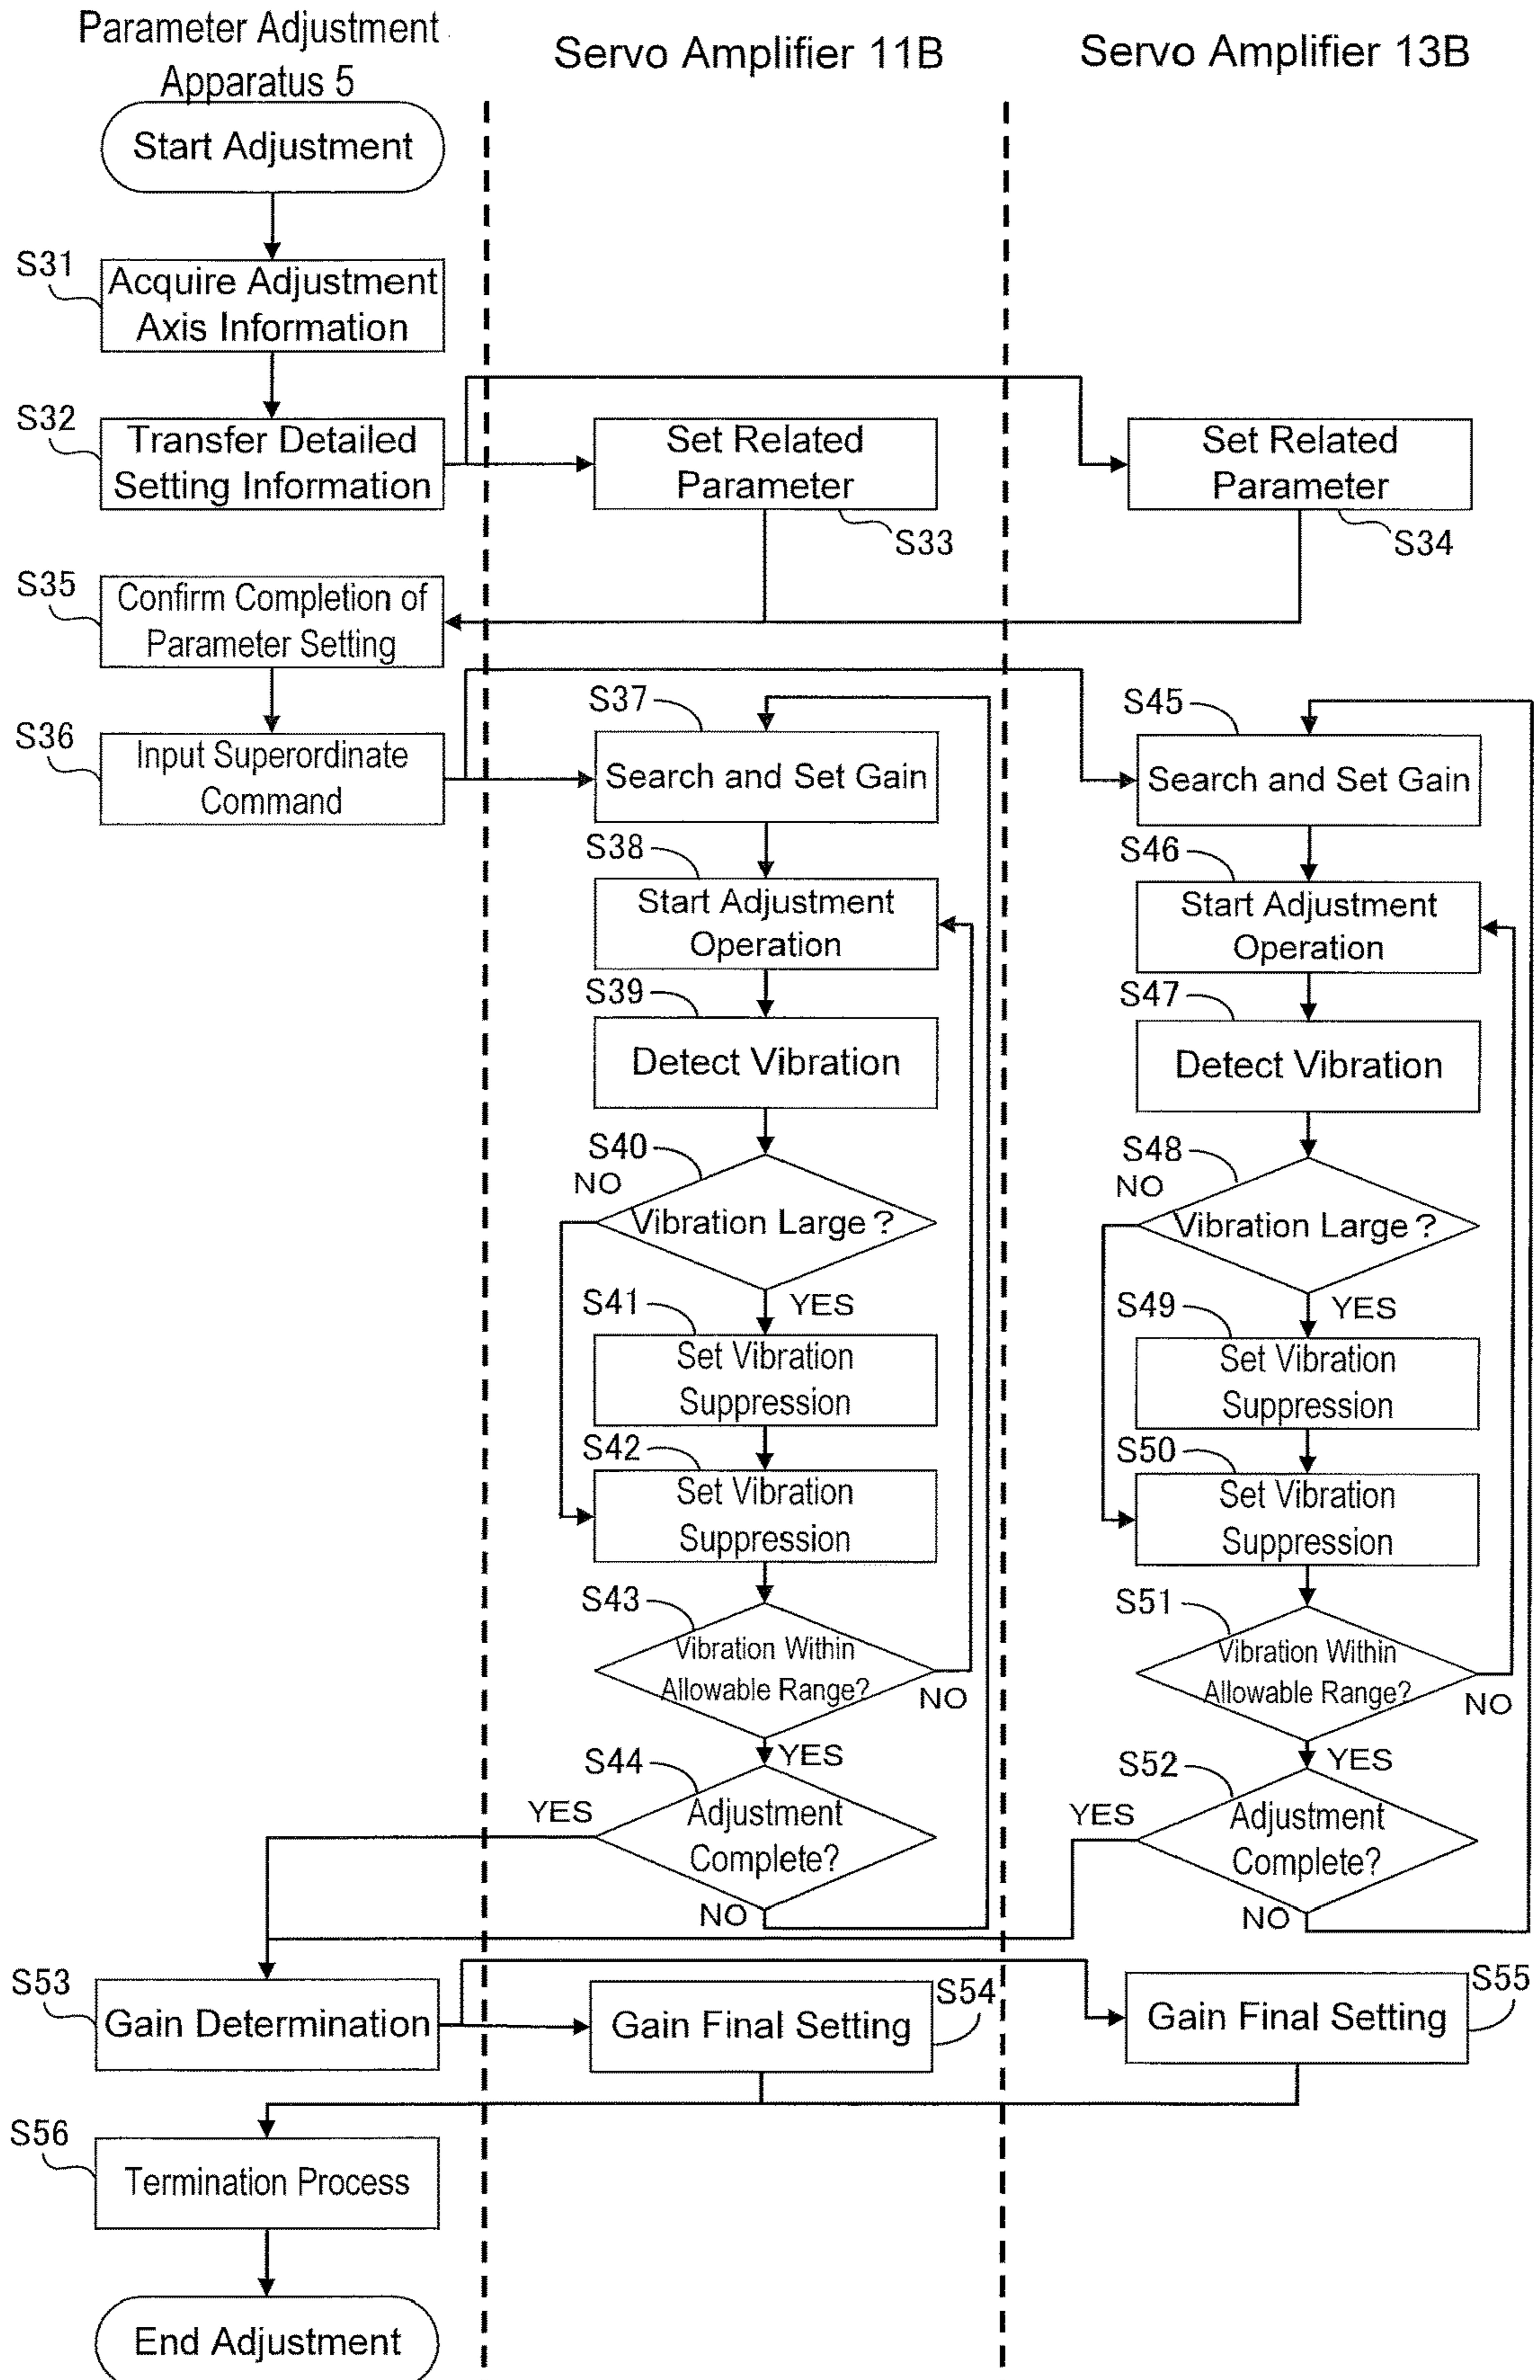 Parameter Adjustment
Apparatus 5
Servo Amplifier 11B
Servo Amplifier 13B
Start Adjustment
S31
Acquire Adjustment
Axis Information
S32
Transfer Detailed
Setting Information
Set Related
Parameter
S33
Set Related
Parameter
S34
S35
Confirm Completion of
Parameter Setting
S36
Input Superordinate
Command
S37
Search and Set Gain
S38
Start Adjustment
Operation
S39
Detect Vibration
S40
NO
Vibration Large?
YES
S41
Set Vibration
Suppression
S42
Set Vibration
Suppression
S43
Vibration Within
Allowable Range?
NO
YES
S44
YES
Adjustment
Complete?
NO
S45
Search and Set Gain
S46
Start Adjustment
Operation
S47
Detect Vibration
S48
NO
Vibration Large?
YES
S49
Set Vibration
Suppression
S50
Set Vibration
Suppression
S51
Vibration Within
Allowable Range?
NO
YES
S52
YES
Adjustment
Complete?
NO
S53
Gain Determination
S54
Gain Final Setting
S55
Gain Final Setting
S56
Termination Process
End Adjustment